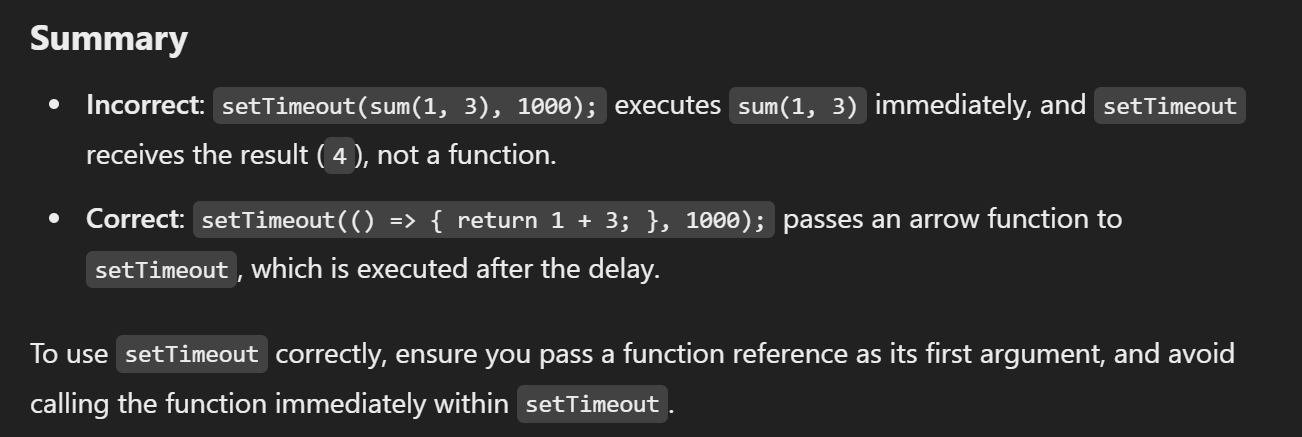 Summary
• Incorrect: setTimeout(sum(1, 3), 1000); executes sum(1, 3) immediately, and setTimeout
receives the result (4), not a function.
• Correct: setTimeout(() => { return 1 + 3; }, 1000); passes an arrow function to
setTimeout, which is executed after the delay.
To use setTimeout correctly, ensure you pass a function reference as its first argument, and avoid
calling the function immediately within setTimeout.